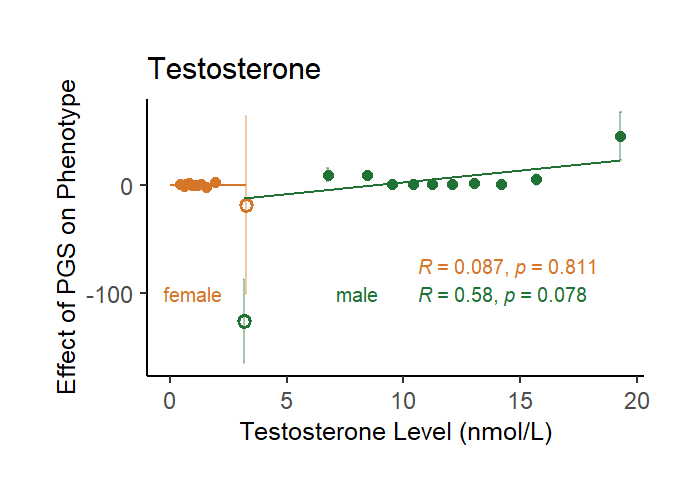 Testosterone
Effect of PGS on Phenotype
0
-100
R = 0.087, p = 0.811
female
male
R = 0.58, p = 0.078
0
5
10
15
20
Testosterone Level (nmol/L)